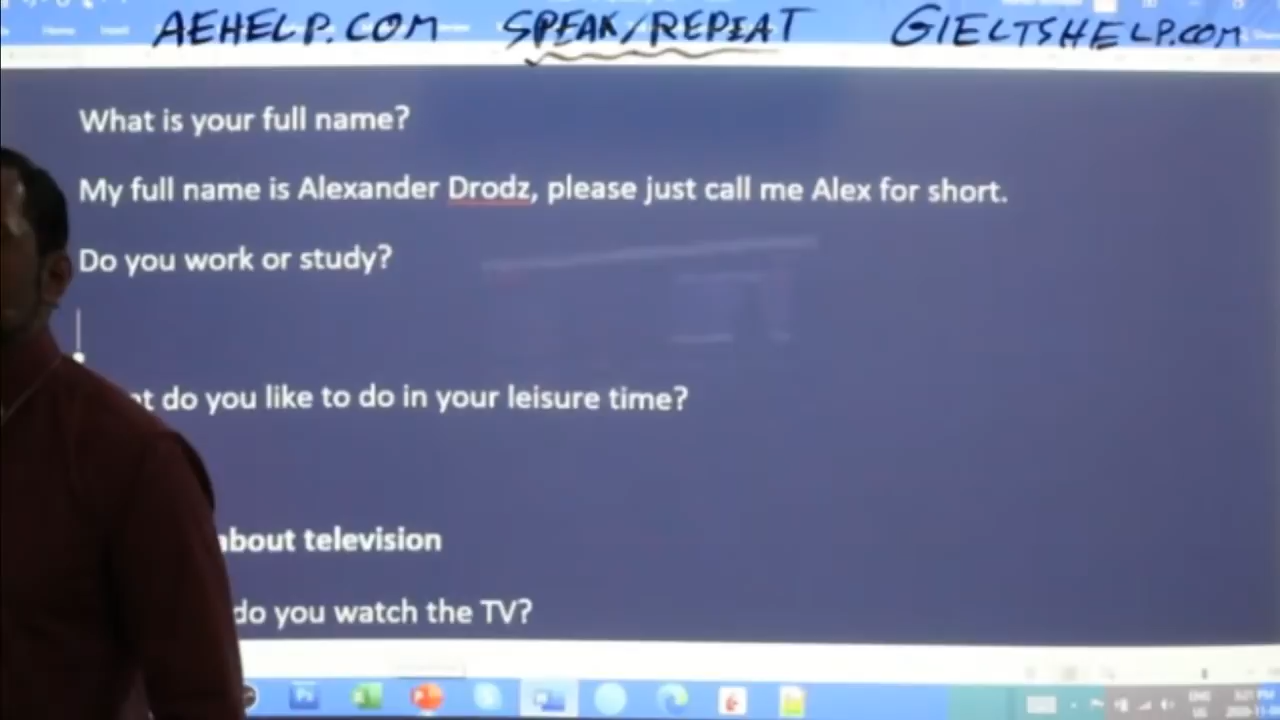 AEHELP.COM SPEAK/REPEAT GIELTSHELP.COM
What is your full name?
My full name is Alexander Drodz, please just call me Alex for short.
Do you work or study?
do you like to do in your leisure time?
about television
do you watch the TV?